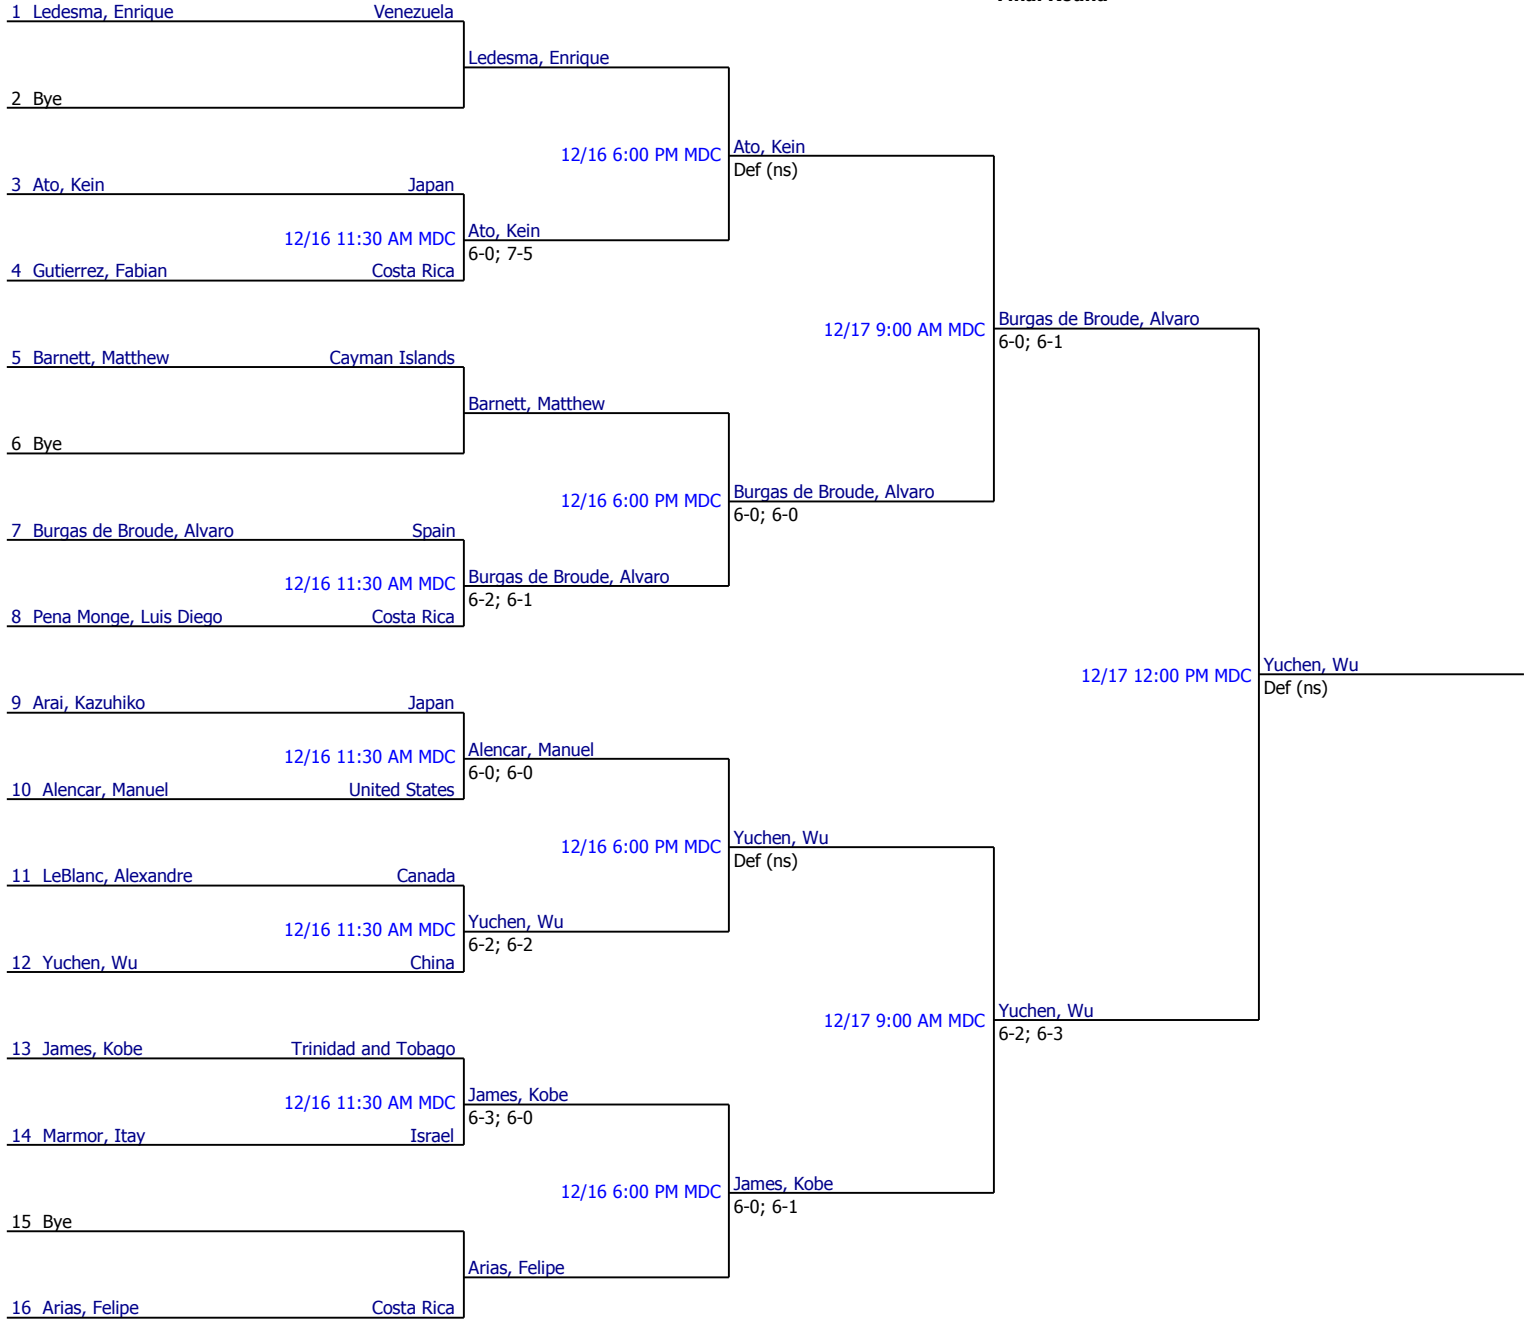 Final Round
1 Ledesma, Enrique Venezuela
Ledesma, Enrique
2 Bye
12/16 6:00 PM MDC Ato, Kein
Def (ns)
3 Ato, Kein Japan
12/16 11:30 AM MDC Ato, Kein
6-0; 7-5
4 Gutierrez, Fabian Costa Rica
12/17 9:00 AM MDC Burgas de Broude, Alvaro
6-0; 6-1
5 Barnett, Matthew Cayman Islands
Barnett, Matthew
6 Bye
12/16 6:00 PM MDC Burgas de Broude, Alvaro
6-0; 6-0
7 Burgas de Broude, Alvaro Spain
12/16 11:30 AM MDC Burgas de Broude, Alvaro
6-2; 6-1
8 Pena Monge, Luis Diego Costa Rica
12/17 12:00 PM MDC Yuchen, Wu
Def (ns)
9 Arai, Kazuhiko Japan
12/16 11:30 AM MDC Alencar, Manuel
6-0; 6-0
10 Alencar, Manuel United States
12/16 6:00 PM MDC Yuchen, Wu
Def (ns)
11 LeBlanc, Alexandre Canada
12/16 11:30 AM MDC Yuchen, Wu
6-2; 6-2
12 Yuchen, Wu China
12/17 9:00 AM MDC Yuchen, Wu
6-2; 6-3
13 James, Kobe Trinidad and Tobago
12/16 11:30 AM MDC James, Kobe
6-3; 6-0
14 Marmor, Itay Israel
12/16 6:00 PM MDC James, Kobe
6-0; 6-1
15 Bye
Arias, Felipe
16 Arias, Felipe Costa Rica